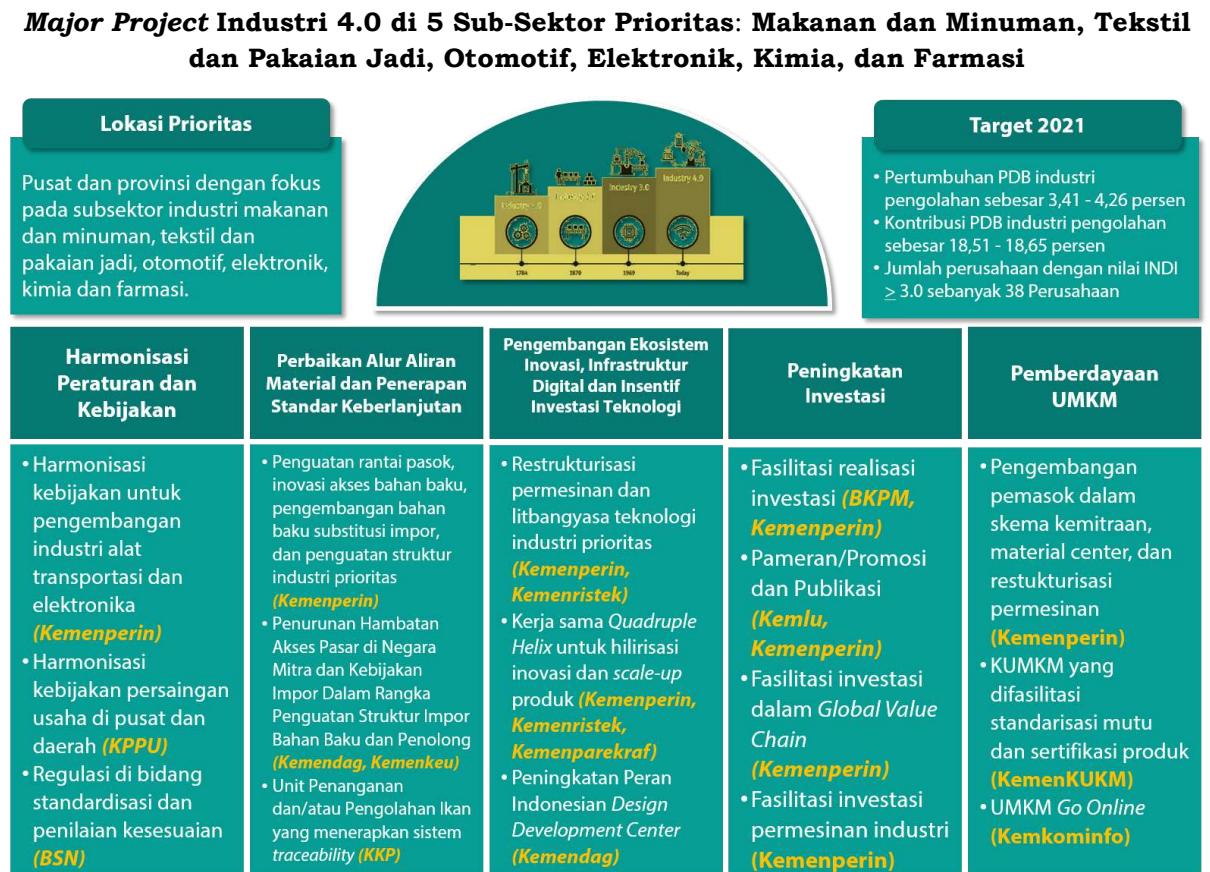 Major Project Industri 4.0 di 5 Sub-Sektor Prioritas: Makanan dan Minuman, Tekstil
dan Pakaian Jadi, Otomotif, Elektronik, Kimia, dan Farmasi
Lokasi Prioritas
Pusat dan provinsi dengan fokus
pada subsektor industri makanan
dan minuman, tekstil dan
pakaian jadi, otomotif, elektronik,
kimia dan farmasi.
Industry 3.0
Industry 4.0
1784
1870
1969
Today
Target 2021
• Pertumbuhan PDB industri
pengolahan sebesar 3,41 - 4,26 persen
• Kontribusi PDB industri pengolahan
sebesar 18,51 - 18,65 persen
• Jumlah perusahaan dengan nilai INDI
≥ 3.0 sebanyak 38 Perusahaan
Harmonisasi
Peraturan dan
Kebijakan
• Harmonisasi
kebijakan untuk
pengembangan
industri alat
transportasi dan
elektronika
(Kemenperin)
• Harmonisasi
kebijakan persaingan
usaha di pusat dan
daerah (KPPU)
• Regulasi di bidang
standardisasi dan
penilaian kesesuaian
(BSN)
Perbaikan Alur Aliran
Material dan Penerapan
Standar Keberlanjutan
• Penguatan rantai pasok,
inovasi akses bahan baku,
pengembangan bahan
baku substitusi impor,
dan penguatan struktur
industri prioritas
(Kemenperin)
• Penurunan Hambatan
Akses Pasar di Negara
Mitra dan Kebijakan
Impor Dalam Rangka
Penguatan Struktur Impor
Bahan Baku dan Penolong
(Kemendag, Kemenkeu)
• Unit Penanganan
dan/atau Pengolahan Ikan
yang menerapkan sistem
traceability (KKP)
Pengembangan Ekosistem
Inovasi, Infrastruktur
Digital dan Insentif
Investasi Teknologi
• Restrukturisasi
permesinan dan
litbangyasa teknologi
industri prioritas
(Kemenperin,
Kemenristek)
• Kerja sama Quadruple
Helix untuk hilirisasi
inovasi dan scale-up
produk (Kemenperin,
Kemenristek,
Kemenparekraf)
• Peningkatan Peran
Indonesian Design
Development Center
(Kemendag)
Peningkatan
Investasi
• Fasilitasi realisasi
investasi (BKPM,
Kemenperin)
• Pameran/Promosi
dan Publikasi
(Kemlu,
Kemenperin)
• Fasilitasi investasi
dalam Global Value
Chain
(Kemenperin)
• Fasilitasi investasi
permesinan industri
(Kemenperin)
Pemberdayaan
UMKM
• Pengembangan
pemasok dalam
skema kemitraan,
material center, dan
restukturisasi
permesinan
(Kemenperin)
• KUMKM yang
difasilitasi
standarisasi mutu
dan sertifikasi produk
(KemenKUKM)
• UMKM Go Online
(Kemkominfo)